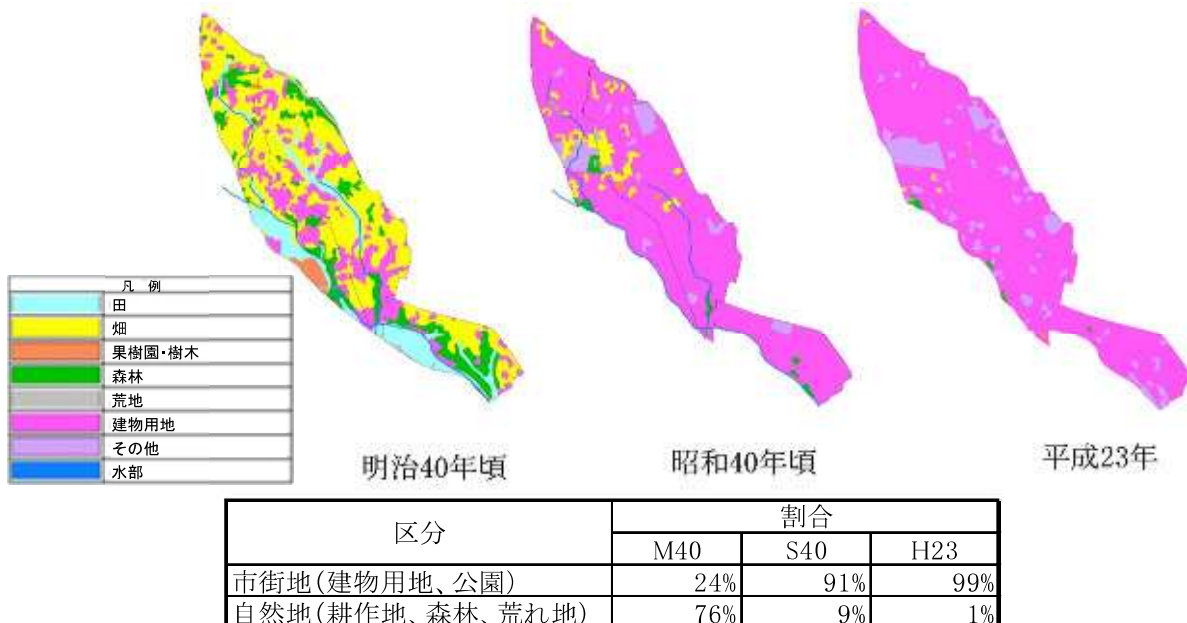 凡 例
田
畑
果樹園・樹木
森林
荒地
建物用地
その他
水部
明治40年頃
昭和40年頃
平成23年
区分 割合
M40 S40 H23
市街地(建物用地、公園) 24% 91% 99%
自然地(耕作地、森林、荒れ地) 76% 9% 1%